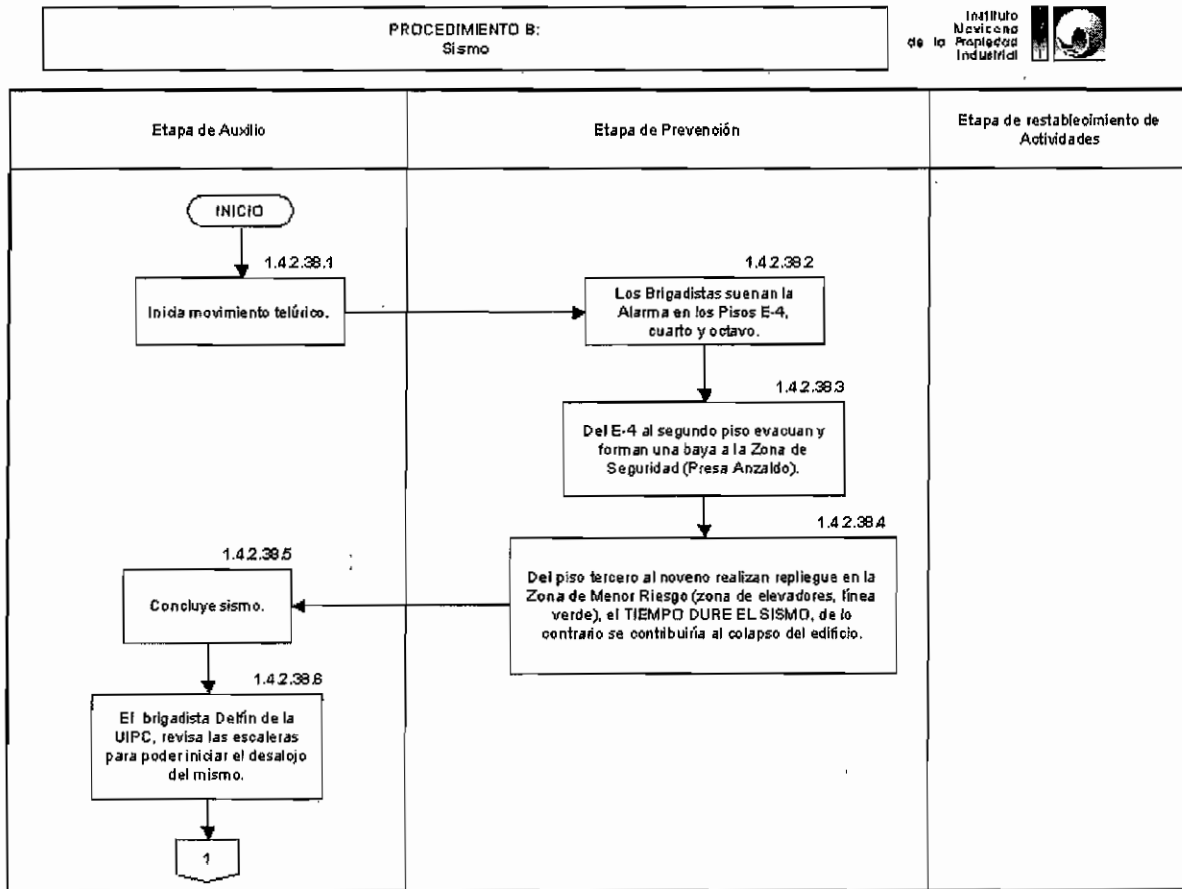 PROCEDIMIENTO B:
Sismo
Instituto
Mexicano
de la Propiedad
Industrial
Etapa de Auxilio
Etapa de Prevención
Etapa de restablecimiento de
Actividades
INICIO
1.4.2.38.1
Inicia movimiento telúrico.
1.4.2.38.2
Los Brigadistas suenan la
Alarma en los Pisos E-4,
cuarto y octavo.
1.4.2.38.3
Del E-4 al segundo piso evacuan y
forman una baya a la Zona de
Seguridad (Presa Anzaldo).
1.4.2.38.4
Del piso tercero al noveno realizan repliegue en la
Zona de Menor Riesgo (zona de elevadores, línea
verde), el TIEMPO DURE EL SISMO, de lo
contrario se contribuiría al colapso del edificio.
1.4.2.38.5
Concluye sismo.
1.4.2.38.6
El brigadista Delfín de la
UIPC, revisa las escaleras
para poder iniciar el desalojo
del mismo.
1